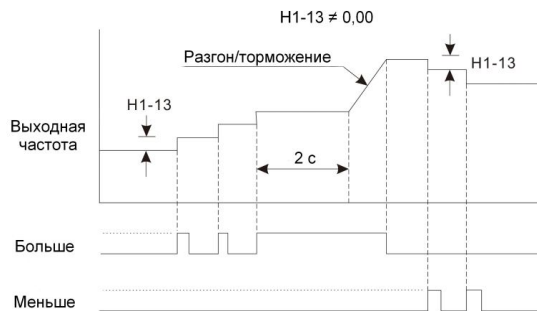 H1-13 ≠ 0,00
Разгон/торможение
H1-13
H1-13
Выходная
частота
2 с
Больше
Меньше